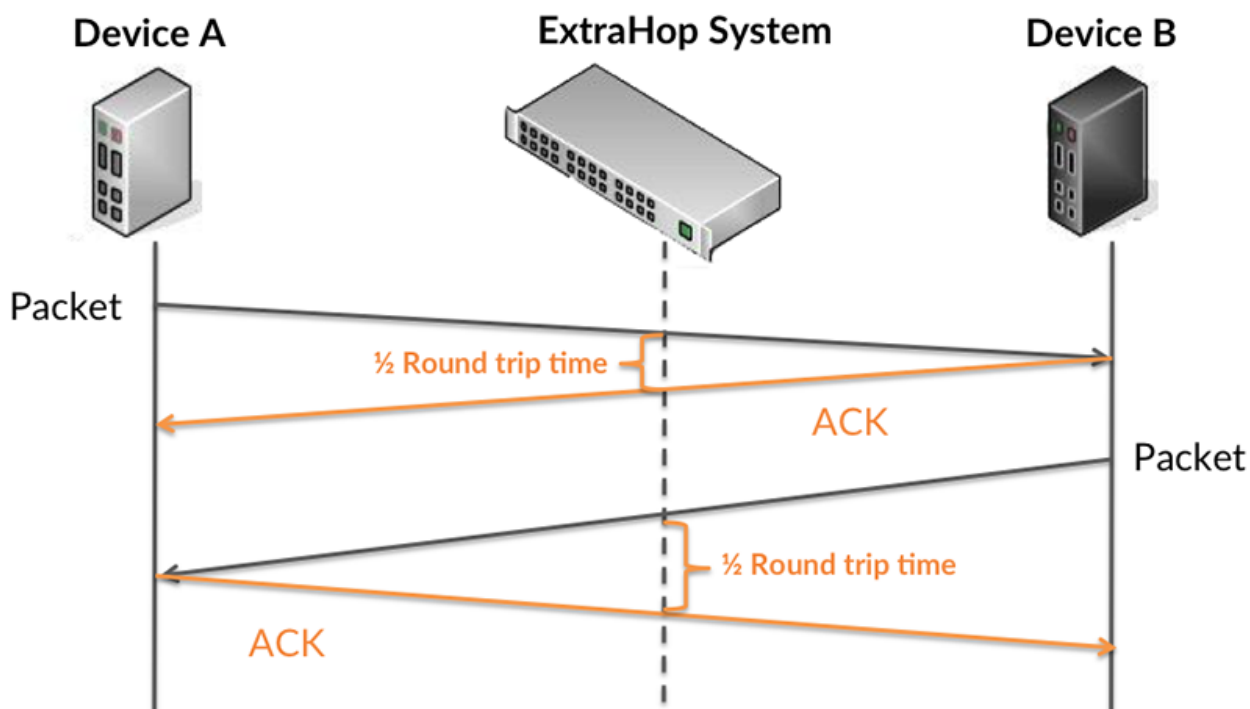 Device A
ExtraHop System
Device B
Packet
½ Round trip time
ACK
Packet
½ Round trip time
ACK